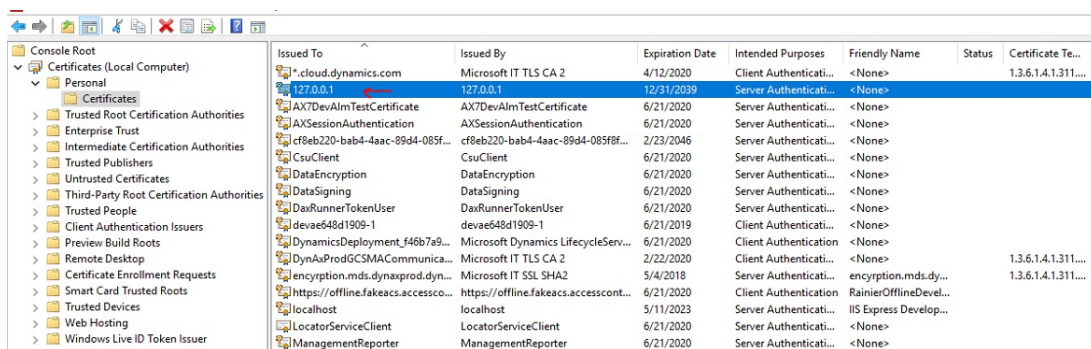 Console Root
Certificates (Local Computer)
Personal
Certificates
Trusted Root Certification Authorities
Enterprise Trust
Intermediate Certification Authorities
Trusted Publishers
Untrusted Certificates
Third-Party Root Certification Authorities
Trusted People
Client Authentication Issuers
Preview Build Roots
Remote Desktop
Certificate Enrollment Requests
Smart Card Trusted Roots
Trusted Devices
Web Hosting
Windows Live ID Token Issuer
Issued To Issued By Expiration Date Intended Purposes Friendly Name Status Certificate Te...
*.cloud.dynamics.com Microsoft IT TLS CA 2 4/12/2020 Client Authenticati... <None> 1.3.6.1.4.1.311....
127.0.0.1 127.0.0.1 12/31/2039 Server Authenticati... <None>
AX7DevAlmTestCertificate AX7DevAlmTestCertificate 6/21/2020 Server Authenticati... <None>
AXSessionAuthentication AXSessionAuthentication 6/21/2020 Server Authenticati... <None>
cf8eb220-bab4-4aac-89d4-085f... cf8eb220-bab4-4aac-89d4-085f8f... 2/23/2046 Server Authenticati... <None>
CsuClient CsuClient 6/21/2020 Server Authenticati... <None>
DataEncryption DataEncryption 6/21/2020 Server Authenticati... <None>
DataSigning DataSigning 6/21/2020 Server Authenticati... <None>
DaxRunnerTokenUser DaxRunnerTokenUser 6/21/2020 Server Authenticati... <None>
devae648d1909-1 devae648d1909-1 6/21/2019 Client Authenticati... <None>
DynamicsDeployment_f46b7a9... Microsoft Dynamics LifecycleServ... 6/21/2020 Client Authentication <None>
DynAxProdGCSMACommunica... Microsoft IT TLS CA 2 2/22/2020 Client Authenticati... <None> 1.3.6.1.4.1.311....
encyrption.mds.dynaxprod.dyn... Microsoft IT SSL SHA2 5/4/2018 Server Authenticati... encyrption.mds.dy... 1.3.6.1.4.1.311....
https://offline.fakeacs.accessco... https://offline.fakeacs.accesscont... 6/21/2020 Client Authentication RainierOfflineDevel...
localhost localhost 5/11/2023 Server Authenticati... IIS Express Develop...
LocatorServiceClient LocatorServiceClient 6/21/2020 Server Authenticati... <None>
ManagementReporter ManagementReporter 6/21/2020 Server Authenticati... <None>